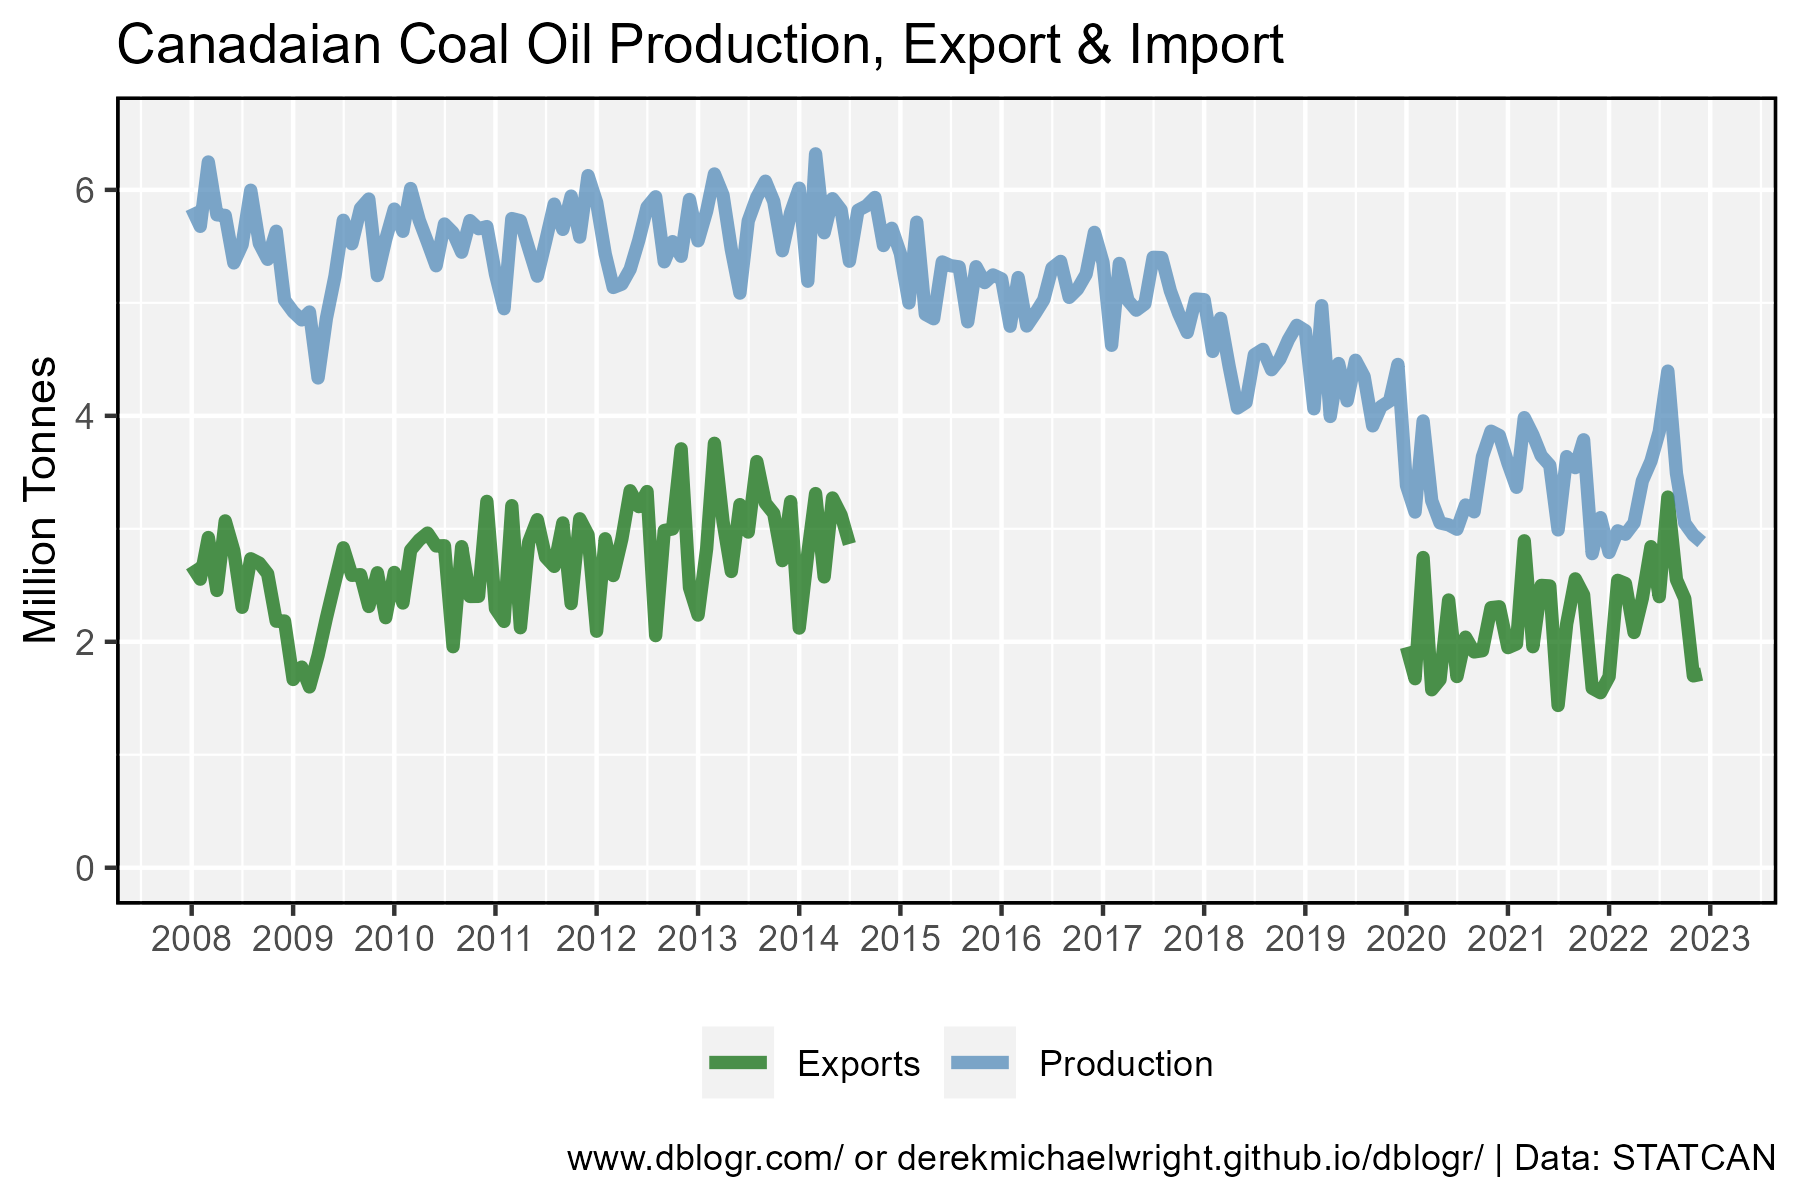 Canadaian Coal Oil Production, Export & Import
Million Tonnes
6
4
2
0
2008 2009 2010 2011 2012 2013 2014 2015 2016 2017 2018 2019 2020 2021 2022 2023
Exports Production
www.dblogr.com/ or derekmichaelwright.github.io/dblogr/ | Data: STATCAN